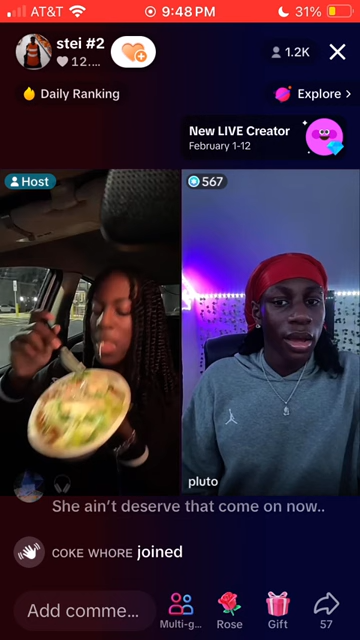 AT&T 9:48 PM 31%
stei #2
12.... 1.2K
Daily Ranking Explore >
New LIVE Creator
February 1-12
Host 567
pluto
She ain't deserve that come on now..
COKE WHORE joined
Add comme... Multi-g... Rose Gift 57